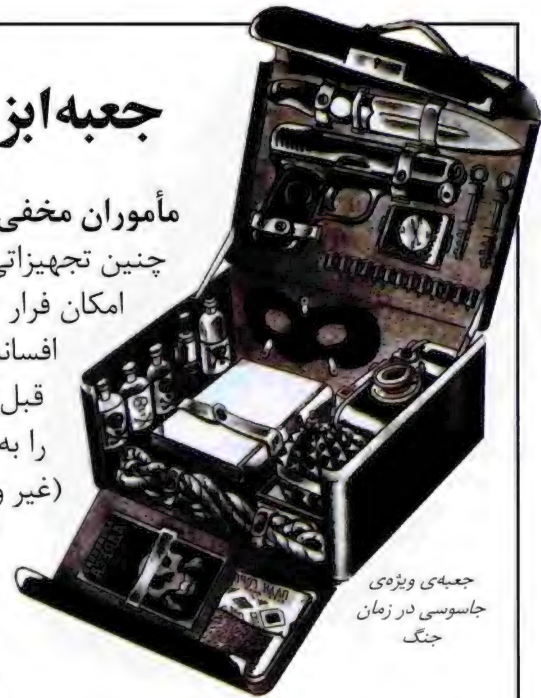 جعبه‌ابز
مأموران مخفی
چنین تجهیزاتی
امکان فرار
افسان
قبل
را به
(غیر و
جعبه‌ی ویژه‌ی
جاسوسی در زمان
جنگ